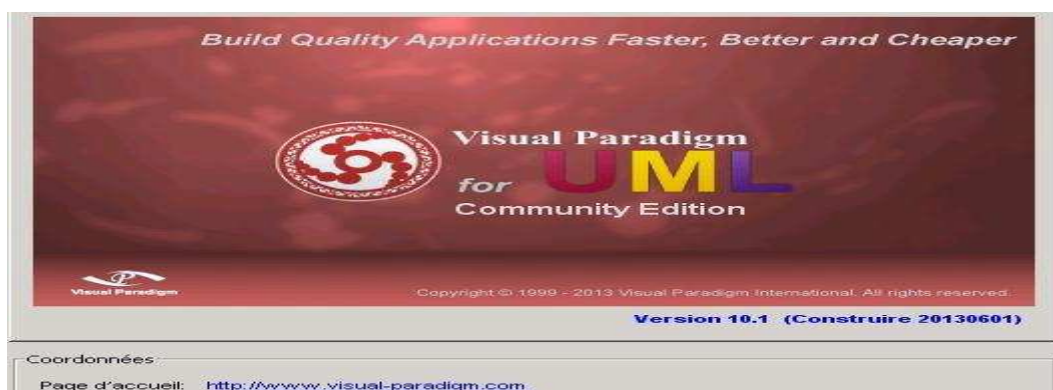 Build Quality Applications Faster, Better and Cheaper
Visual Paradigm
for UML
Community Edition
Visual Paradigm
Copyright © 1999 - 2013 Visual Paradigm International. All rights reserved.
Version 10.1 (Construire 20130601)
Coordonnées
Page d'accueil: http://www.visual-paradigm.com